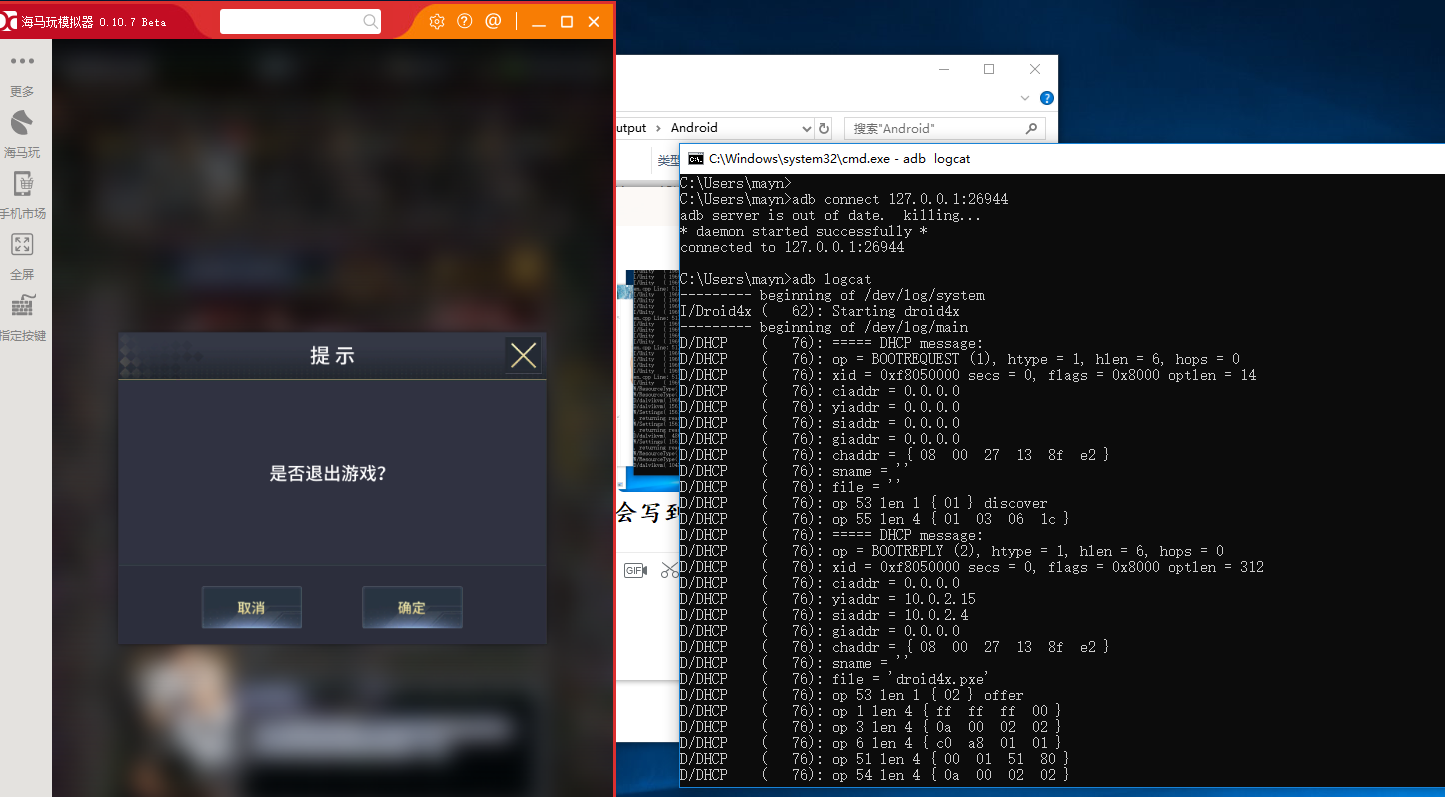 海马玩模拟器 0.10.7 Beta
更多
海马玩
手机市场
全屏
指定按键
提示
是否退出游戏?
取消
确定
utput > Android
搜索"Android"
类型
会写到
GIF
C:\Windows\system32\cmd.exe - adb logcat
C:\Users\mayn>
C:\Users\mayn>adb connect 127.0.0.1:26944
adb server is out of date.  killing...
* daemon started successfully *
connected to 127.0.0.1:26944
C:\Users\mayn>adb logcat
--------- beginning of /dev/log/system
I/Droid4x (   62): Starting droid4x
--------- beginning of /dev/log/main
D/DHCP    (   76): ===== DHCP message:
D/DHCP    (   76): op = BOOTREQUEST (1), htype = 1, hlen = 6, hops = 0
D/DHCP    (   76): xid = 0xf8050000 secs = 0, flags = 0x8000 optlen = 14
D/DHCP    (   76): ciaddr = 0.0.0.0
D/DHCP    (   76): yiaddr = 0.0.0.0
D/DHCP    (   76): siaddr = 0.0.0.0
D/DHCP    (   76): giaddr = 0.0.0.0
D/DHCP    (   76): chaddr = { 08  00  27  13  8f  e2 }
D/DHCP    (   76): sname = ''
D/DHCP    (   76): file = ''
D/DHCP    (   76): op 53 len 1 { 01 } discover
D/DHCP    (   76): op 55 len 4 { 01  03  06  1c }
D/DHCP    (   76): ===== DHCP message:
D/DHCP    (   76): op = BOOTREPLY (2), htype = 1, hlen = 6, hops = 0
D/DHCP    (   76): xid = 0xf8050000 secs = 0, flags = 0x8000 optlen = 312
D/DHCP    (   76): ciaddr = 0.0.0.0
D/DHCP    (   76): yiaddr = 10.0.2.15
D/DHCP    (   76): siaddr = 10.0.2.4
D/DHCP    (   76): giaddr = 0.0.0.0
D/DHCP    (   76): chaddr = { 08  00  27  13  8f  e2 }
D/DHCP    (   76): sname = ''
D/DHCP    (   76): file = 'droid4x.pxe'
D/DHCP    (   76): op 53 len 1 { 02 } offer
D/DHCP    (   76): op 1 len 4 { ff  ff  ff  00 }
D/DHCP    (   76): op 3 len 4 { 0a  00  02  02 }
D/DHCP    (   76): op 6 len 4 { c0  a8  01  01 }
D/DHCP    (   76): op 51 len 4 { 00  01  51  80 }
D/DHCP    (   76): op 54 len 4 { 0a  00  02  02 }